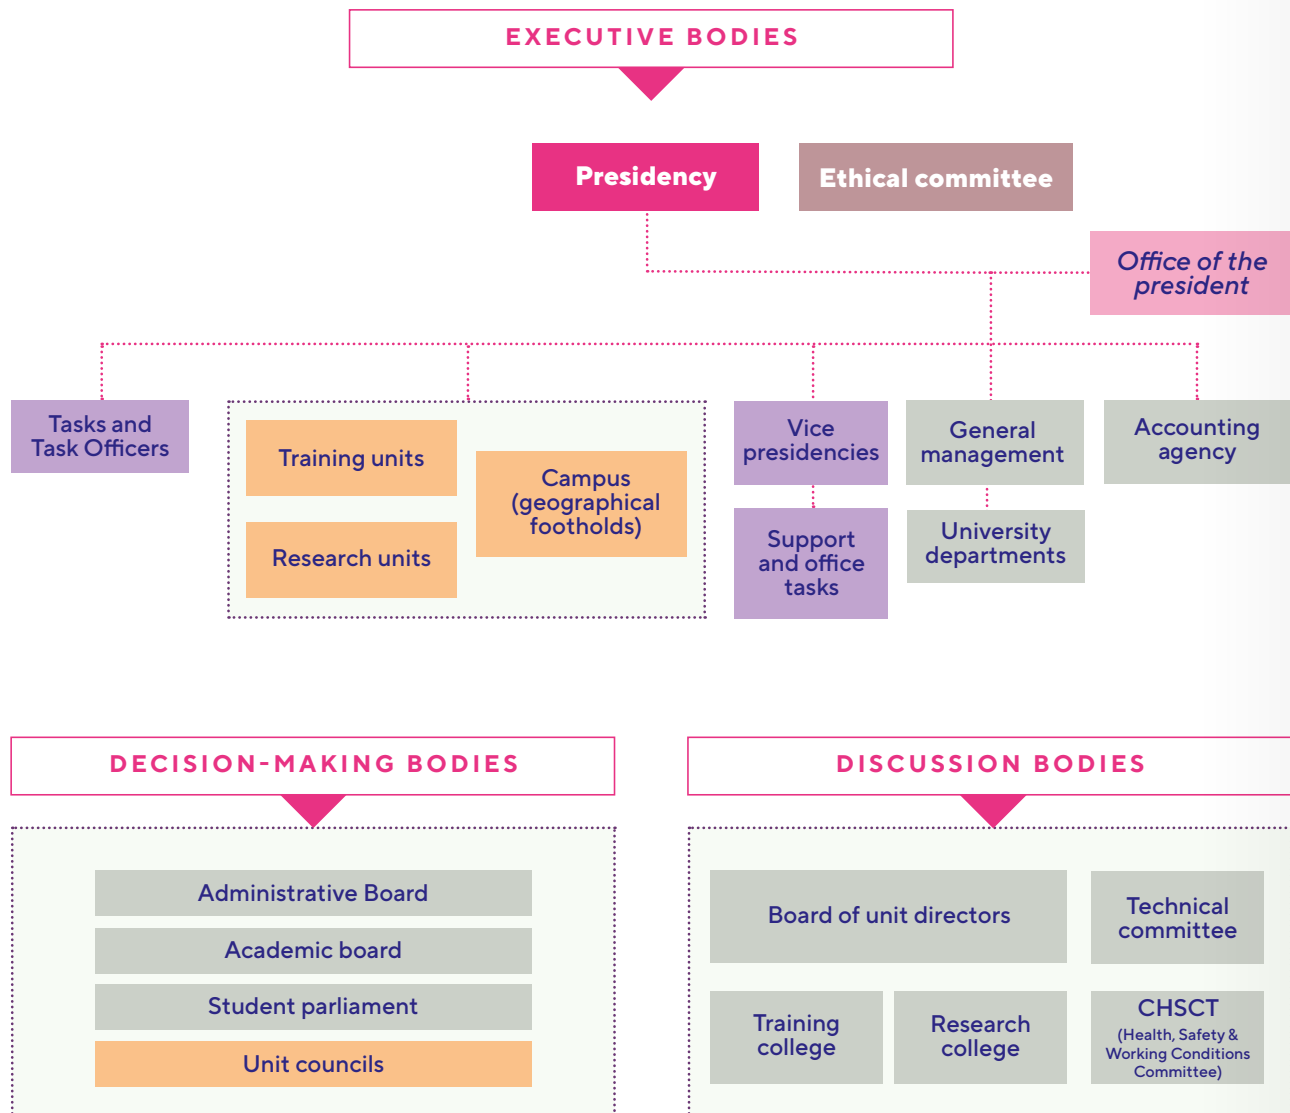 EXECUTIVE BODIES
Presidency
Ethical committee
Office of the
president
Tasks and
Task Officers
Training units
Research units
Campus
(geographical
footholds)
Vice
presidencies
Support
and office
tasks
General
management
University
departments
Accounting
agency
DECISION-MAKING BODIES
Administrative Board
Academic board
Student parliament
Unit councils
DISCUSSION BODIES
Board of unit directors
Technical
committee
Training
college
Research
college
CHSCT
(Health, Safety &
Working Conditions
Committee)